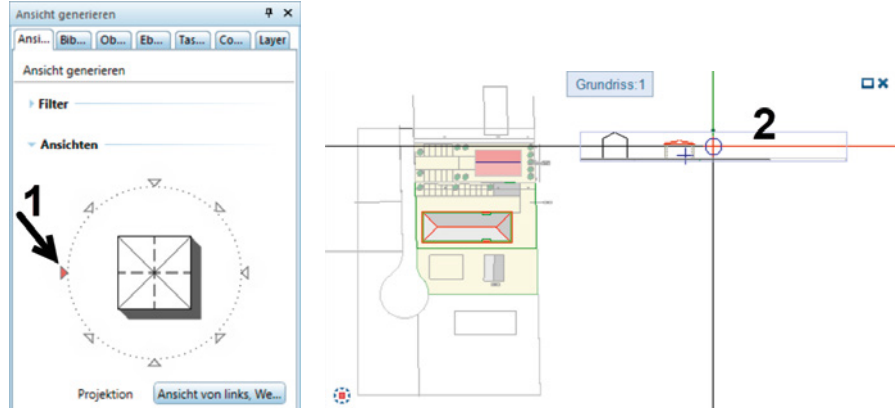 Ansicht generieren
Ansi... Bib... Ob... Eb... Tas... Co... Layer
Ansicht generieren
Filter
Ansichten
1
Projektion Ansicht von links, We...
Grundriss:1
2